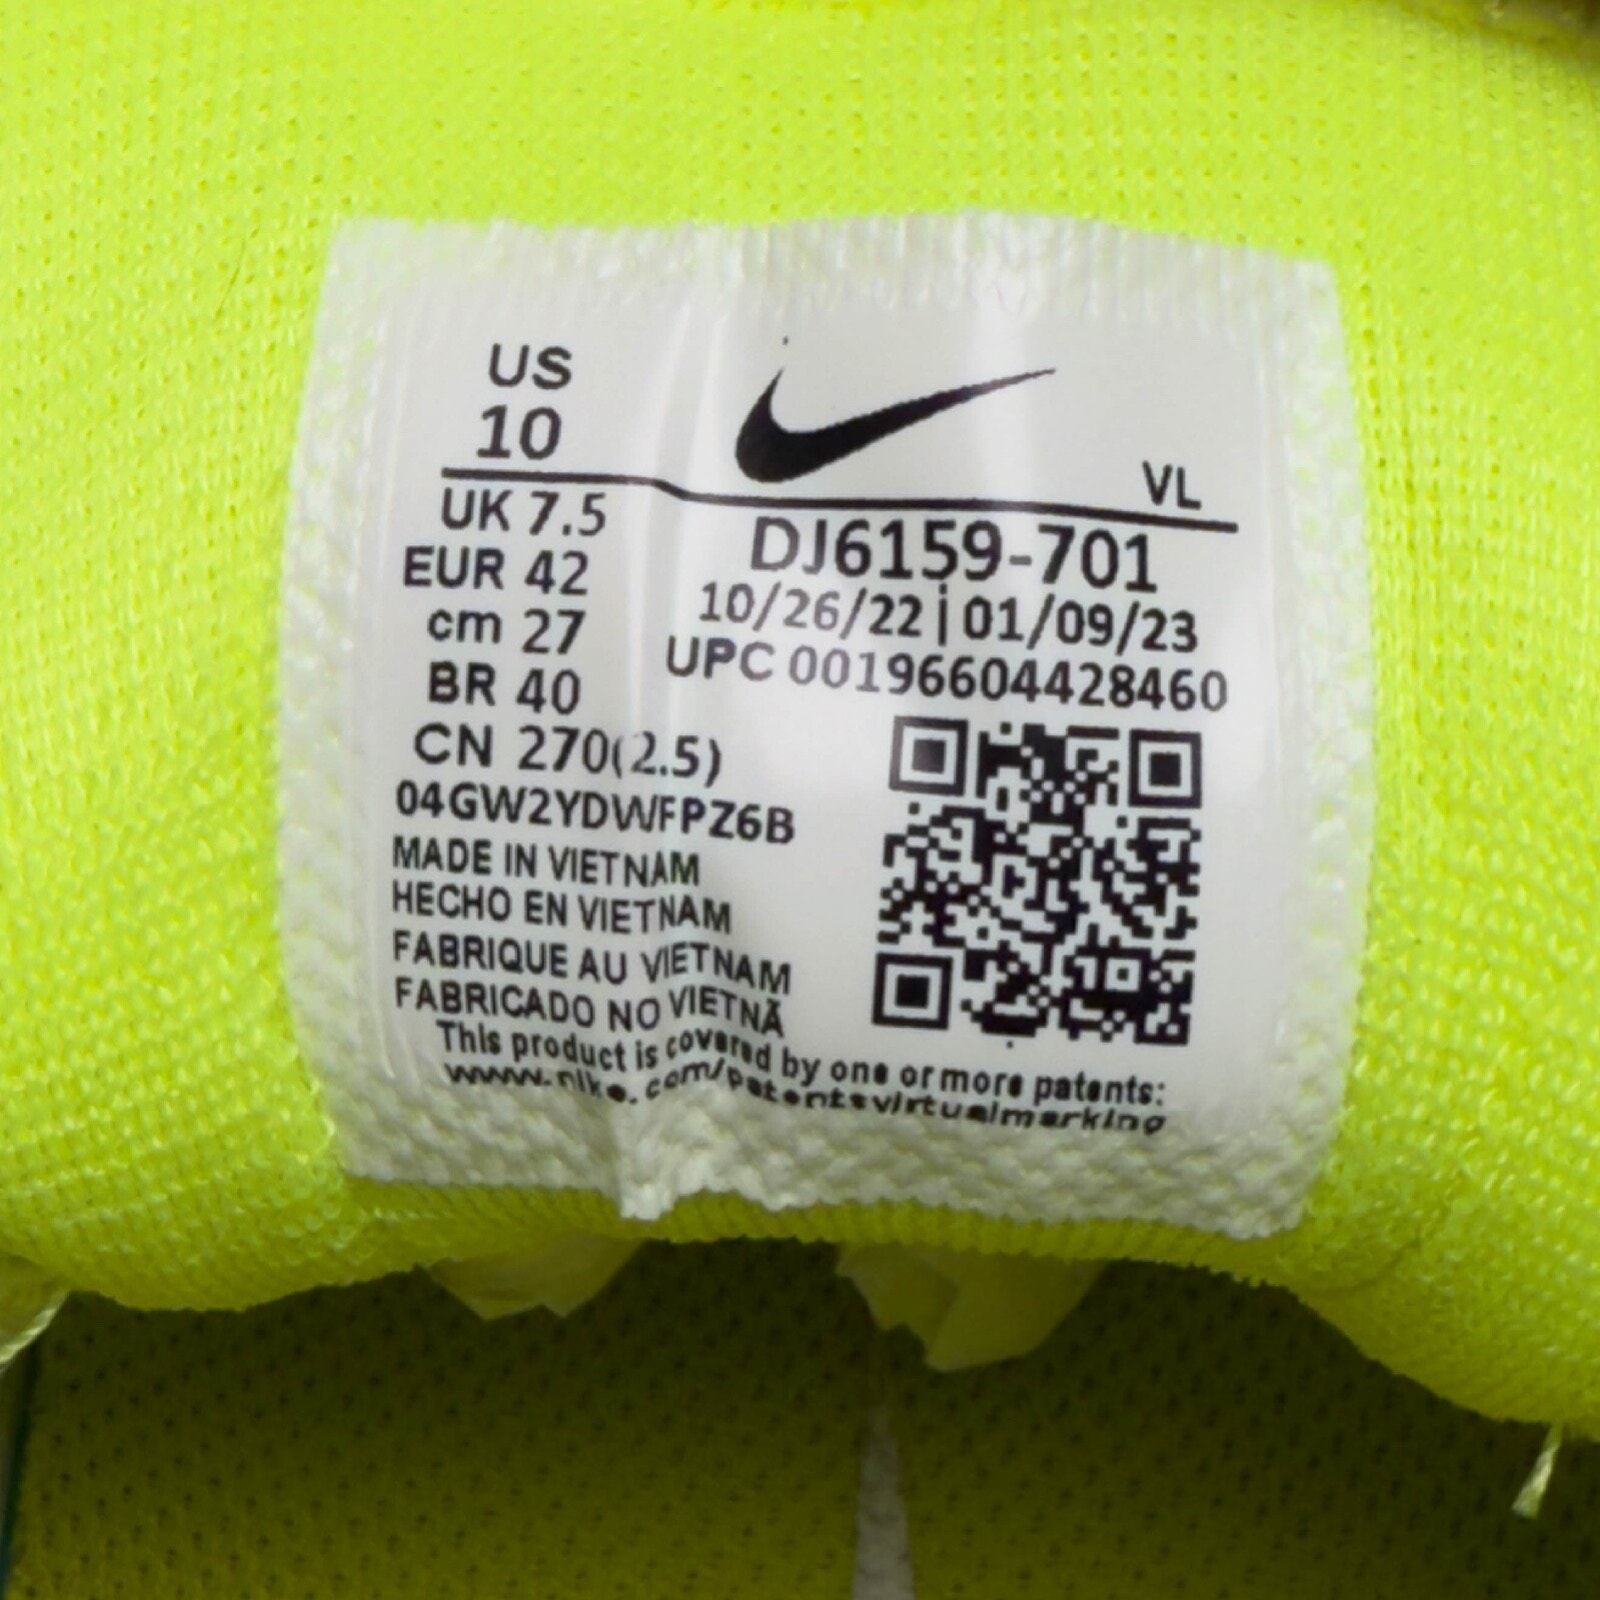 US
10
VL
UK 7.5
EUR 42
cm 27
BR 40
CN 270(2.5)
DJ6159-701
10/26/22 | 01/09/23
UPC 00196604428460
04GW2YDWFPZ6B
MADE IN VIETNAM
HECHO EN VIETNAM
FABRIQUE AU VIETNAM
FABRICADO NO VIETNÃ
This product is covered by one or more patents:
www.nike.com/patentsvirtualmarking